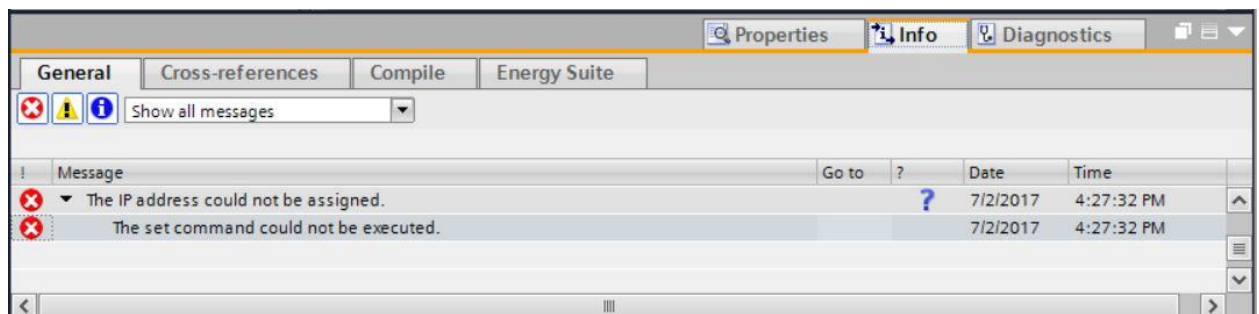 Properties Info Diagnostics
General Cross-references Compile Energy Suite
Show all messages
! Message Go to ? Date Time
The IP address could not be assigned. ? 7/2/2017 4:27:32 PM
The set command could not be executed. 7/2/2017 4:27:32 PM